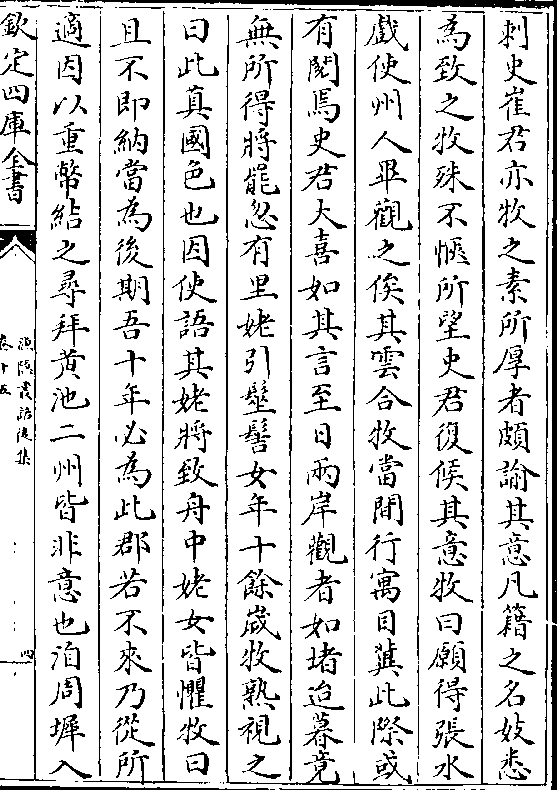 刺史崔君亦牧之素所厚者頗諭其意凡籍之名妓悉
為致之牧殊不愜所望史君復候其意牧曰願得張水
戲使州人畢觀之俟其雲合牧當閒行寓目冀此際或
有閱焉史君大喜如其言至日兩岸觀者如堵迨暮竟
無所得將罷忽有里姥引䰀髻女年十餘歲牧熟視之
曰此真國色也因使語其姥將致舟中姥女皆懼牧曰
且不即納當為後期吾十年必為此郡若不來乃從所
適因以重幣結之尋拜黄池二州皆非意也洎周墀入
欽定四庫全書
漁隱叢話後集
卷十五
四